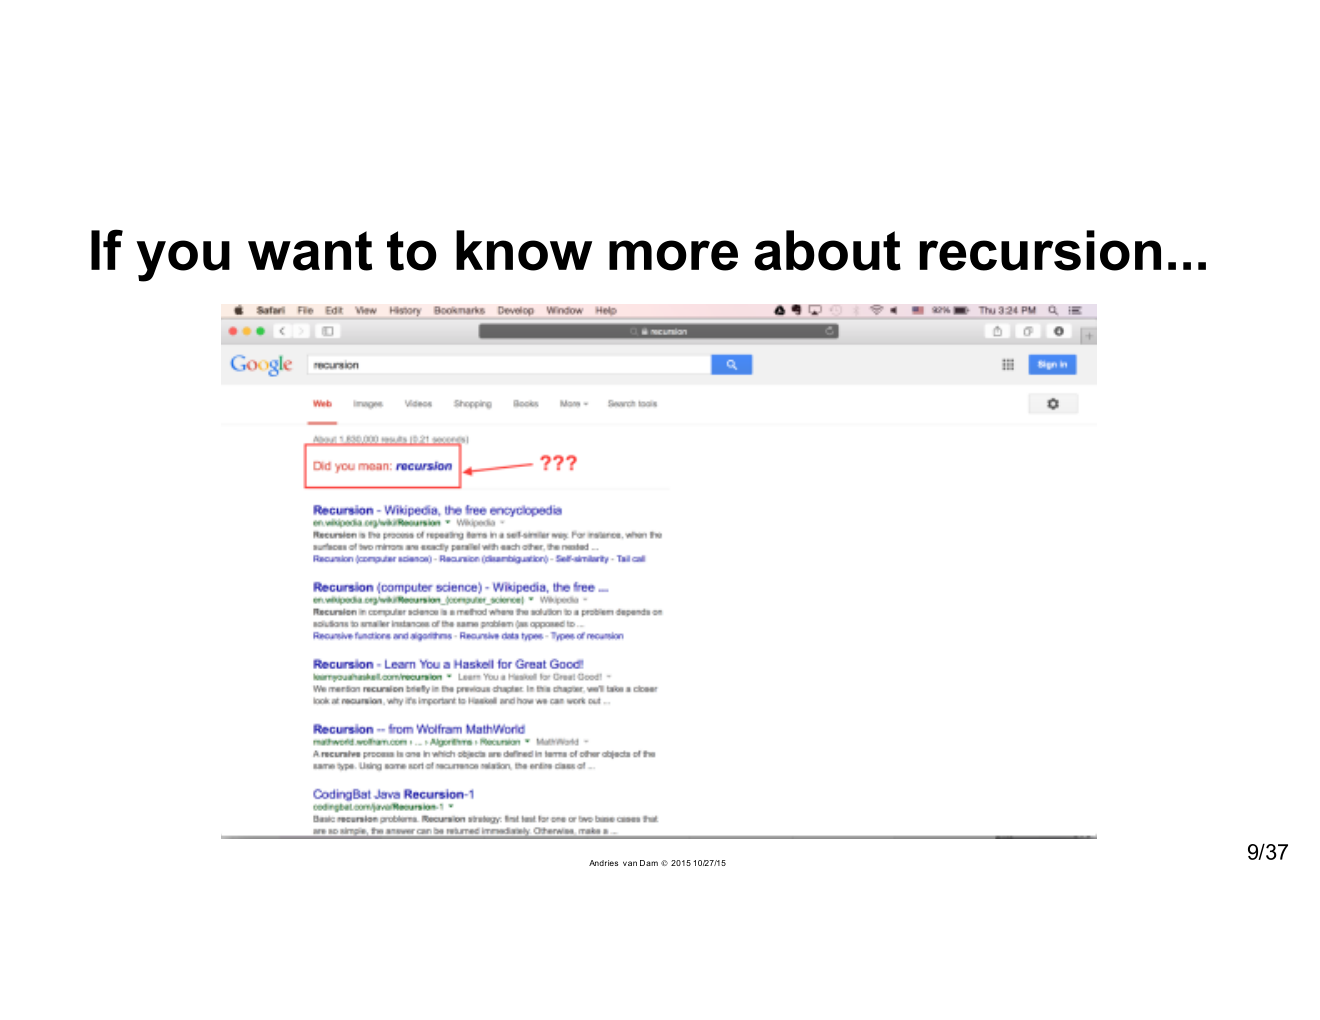 If you want to know more about recursion...
Safari File Edit View History Bookmarks Develop Window Help 92% Thu 3:24 PM
recursion
Google recursion Sign in
Web Images Videos Shopping Books More Search tools
About 1,830,000 results (0.21 seconds)
Did you mean: recursion ???
Recursion - Wikipedia, the free encyclopedia
en.wikipedia.org/wiki/Recursion Wikipedia
Recursion is the process of repeating items in a self-similar way. For instance, when the
surfaces of two mirrors are exactly parallel with each other, the nested ...
Recursion (computer science) - Recursion (disambiguation) - Self-similarity - Tail call
Recursion (computer science) - Wikipedia, the free ...
en.wikipedia.org/wiki/Recursion_(computer_science) Wikipedia
Recursion in computer science is a method where the solution to a problem depends on
solutions to smaller instances of the same problem (as opposed to ...
Recursive functions and algorithms - Recursive data types - Types of recursion
Recursion - Learn You a Haskell for Great Good!
learnyouahaskell.com/recursion Learn You a Haskell for Great Good!
We mention recursion briefly in the previous chapter. In this chapter, we'll take a closer
look at recursion, why it's important to Haskell and how we can work out ...
Recursion -- from Wolfram MathWorld
mathworld.wolfram.com › ... › Algorithms › Recursion MathWorld
A recursive process is one in which objects are defined in terms of other objects of the
same type. Using some sort of recurrence relation, the entire class of ...
CodingBat Java Recursion-1
codingbat.com/java/Recursion-1
Basic recursion problems. Recursion strategy: first test for one or two base cases that
are so simple, the answer can be returned immediately. Otherwise, make a ...
Andries van Dam © 2015 10/27/15
9/37